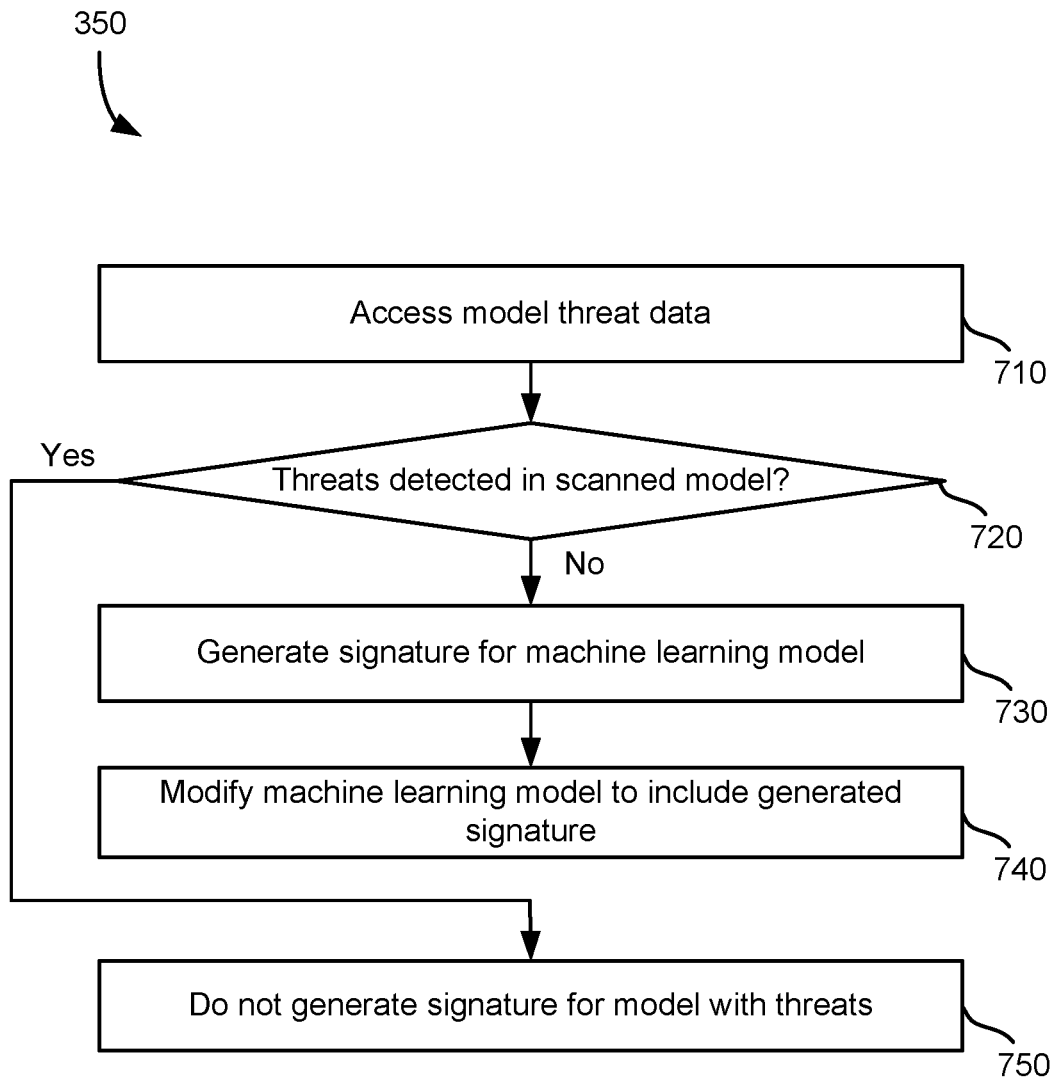 350
Access model threat data
710
Yes
Threats detected in scanned model?
720
No
Generate signature for machine learning model
730
Modify machine learning model to include generated
signature
740
Do not generate signature for model with threats
750